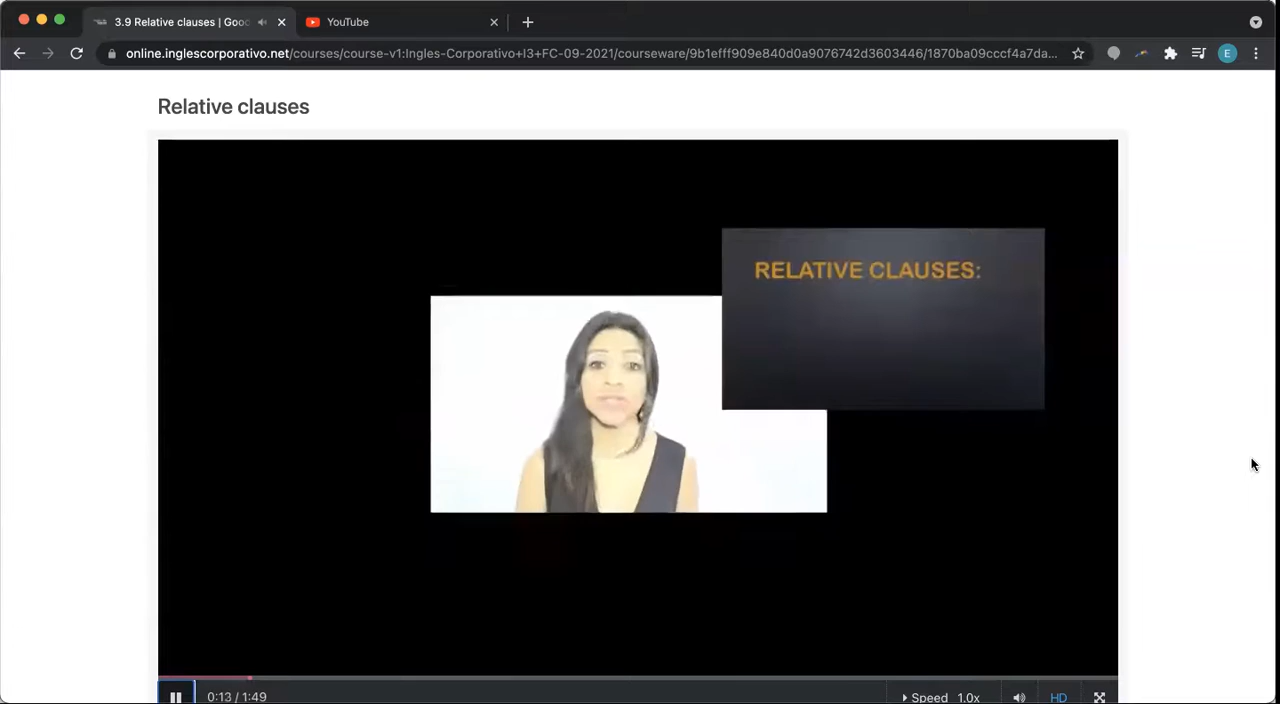 3.9 Relative clauses | Goo
YouTube
online.inglescorporativo.net/courses/course-v1:Ingles-Corporativo+I3+FC-09-2021/courseware/9b1efff909e840d0a9076742d3603446/1870ba09cccf4a7da...
E
Relative clauses
RELATIVE CLAUSES:
0:13 / 1:49
Speed 1.0x
HD